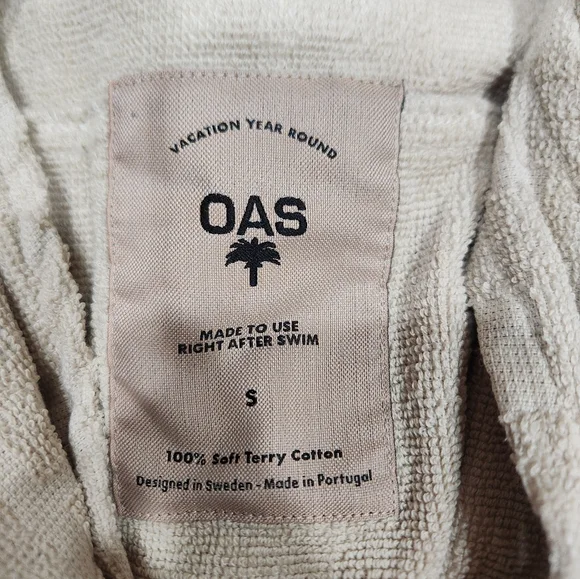 VACATION YEAR ROUND
OAS
MADE TO USE
RIGHT AFTER SWIM
S
100% Soft Terry Cotton
Designed in Sweden - Made in Portugal